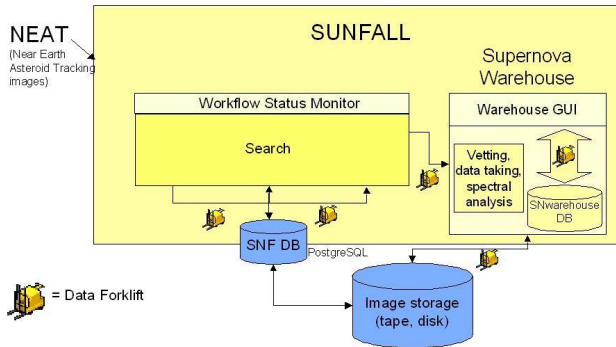 NEAT
(Near Earth
Asteroid Tracking
images)
SUNFALL
Supernova
Warehouse
Workflow Status Monitor
Search
Warehouse GUI
Vetting,
data taking,
spectral
analysis
SNwarehouse
DB
SNF DB
PostgreSQL
Image storage
(tape, disk)
= Data Forklift